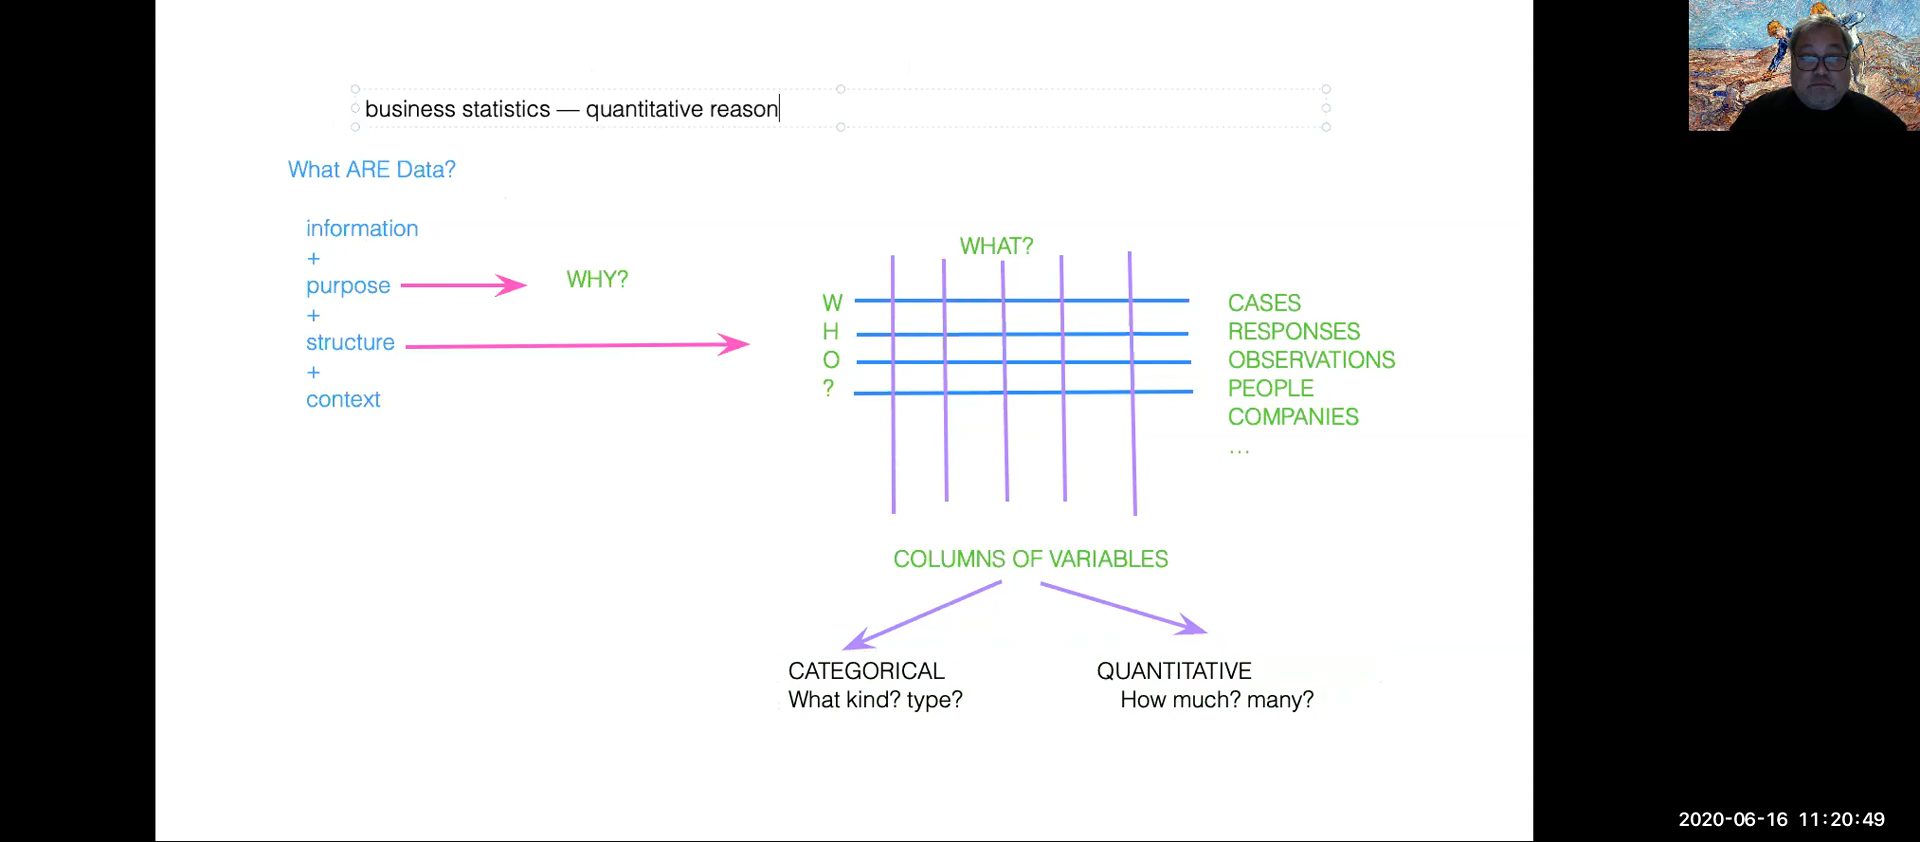 business statistics — quantitative reason
What ARE Data?
information
+
purpose
+
structure
+
context
WHY?
WHAT?
W
H
O
?
CASES
RESPONSES
OBSERVATIONS
PEOPLE
COMPANIES
...
COLUMNS OF VARIABLES
CATEGORICAL
What kind? type?
QUANTITATIVE
How much? many?
2020-06-16 11:20:49